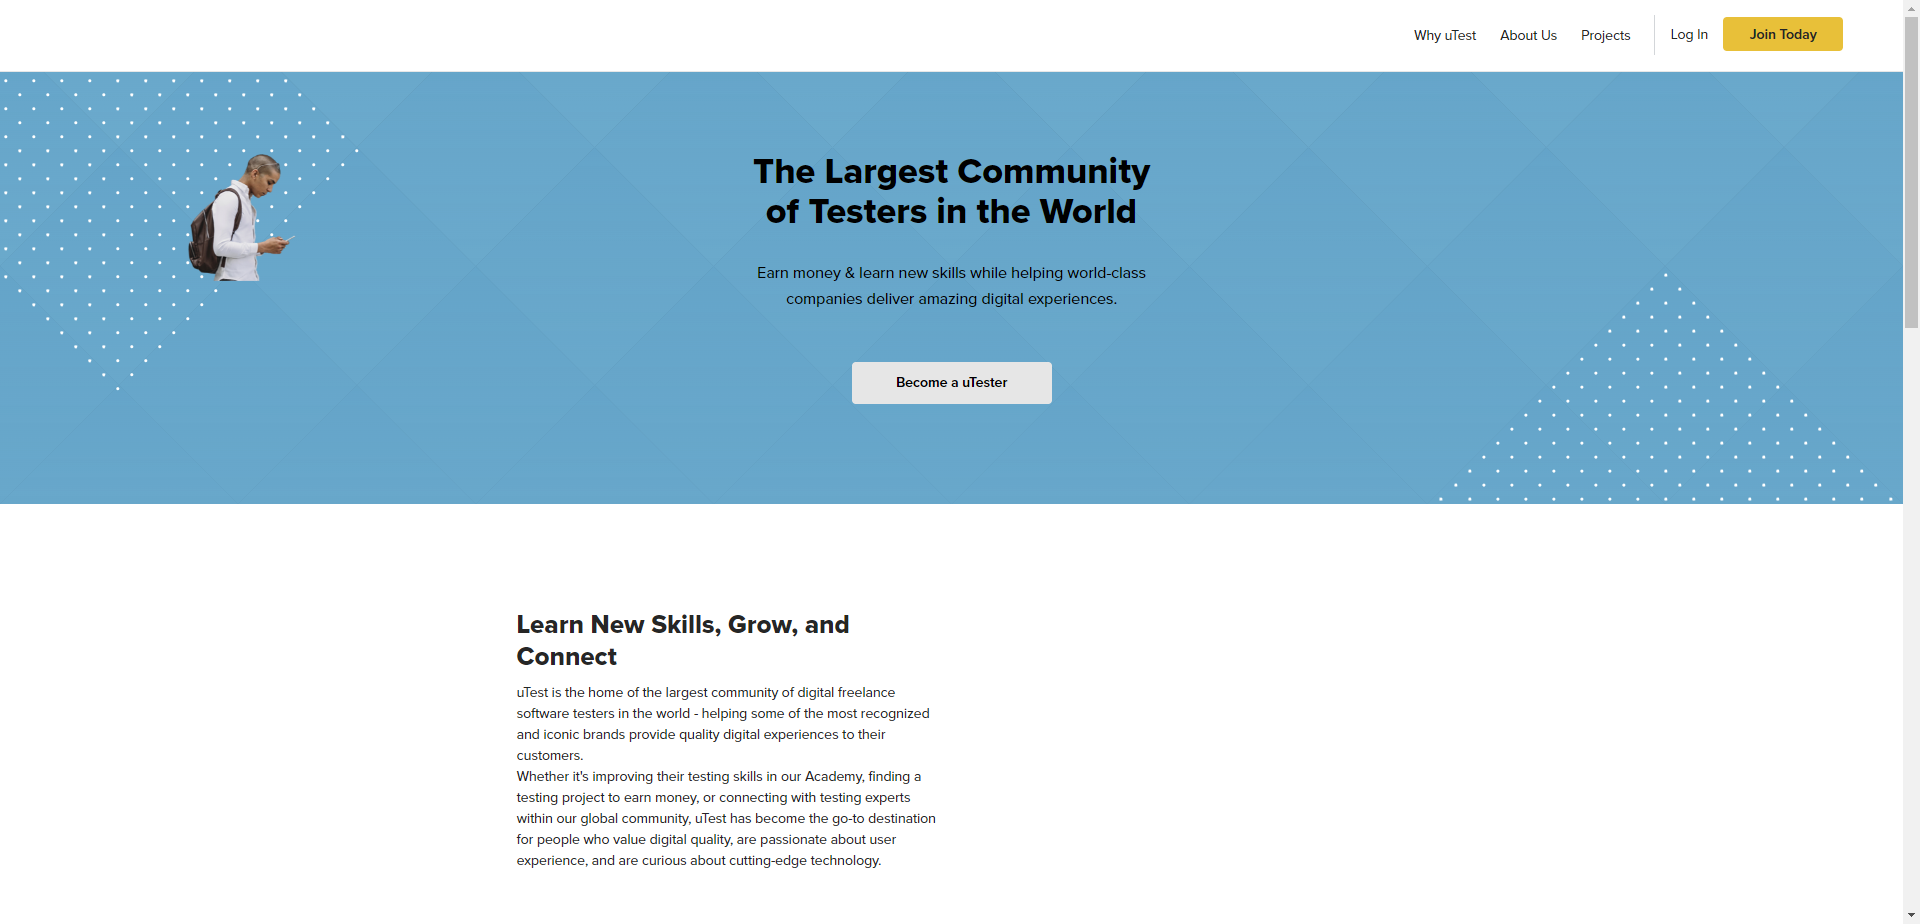 Why uTest
About Us
Projects
Log In
Join Today
The Largest Community
of Testers in the World
Earn money & learn new skills while helping world-class
companies deliver amazing digital experiences.
Become a uTester
Learn New Skills, Grow, and
Connect
uTest is the home of the largest community of digital freelance
software testers in the world - helping some of the most recognized
and iconic brands provide quality digital experiences to their
customers.
Whether it's improving their testing skills in our Academy, finding a
testing project to earn money, or connecting with testing experts
within our global community, uTest has become the go-to destination
for people who value digital quality, are passionate about user
experience, and are curious about cutting-edge technology.